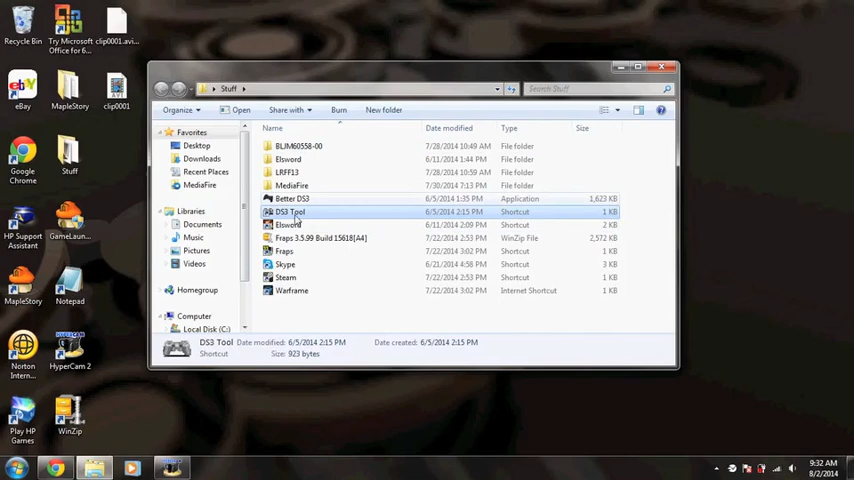 Recycle Bin
Try Microsoft
Office for 6...
clip0001.avi...
eBay
MapleStory
clip0001
Google
Chrome
Stuff
HP Support
Assistant
GameLaun...
MapleStory
Notepad
Norton
Intern...
HyperCam 2
Play HP
Games
WinZip
Stuff
Search Stuff
Organize
Open
Share with
Burn
New folder
Favorites
Desktop
Downloads
Recent Places
MediaFire
Libraries
Documents
Music
Pictures
Videos
Homegroup
Computer
Local Disk (C:)
Name Date modified Type Size
BLIM60558-00 7/28/2014 10:49 AM File folder
Elsword 6/11/2014 1:44 PM File folder
LRFF13 7/28/2014 10:59 AM File folder
MediaFire 7/30/2014 7:13 PM File folder
Better DS3 6/5/2014 1:35 PM Application 1,623 KB
DS3 Tool 6/5/2014 2:15 PM Shortcut 1 KB
Elsword 6/11/2014 2:09 PM Shortcut 2 KB
Fraps 3.5.99 Build 15618[A4] 7/22/2014 2:53 PM WinZip File 2,572 KB
Fraps 7/22/2014 3:02 PM Shortcut 1 KB
Skype 6/21/2014 4:58 PM Shortcut 3 KB
Steam 7/22/2014 2:53 PM Shortcut 1 KB
Warframe 7/22/2014 3:02 PM Internet Shortcut 1 KB
DS3 Tool Date modified: 6/5/2014 2:15 PM Date created: 6/5/2014 2:15 PM
Shortcut Size: 923 bytes
9:32 AM
8/2/2014